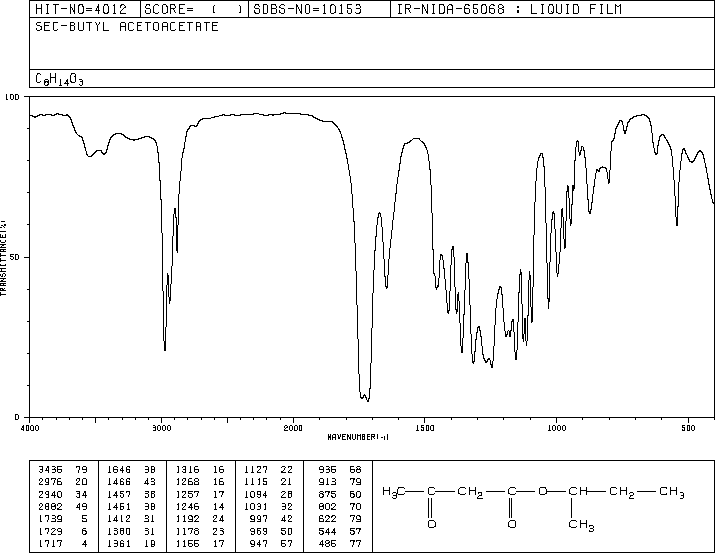 HIT-NO=4012 SCORE= ( ) SDBS-NO=10153 IR-NIDA-65068 : LIQUID FILM
SEC-BUTYL ACETOACETATE
C8H14O3
100
TRANSMITTANCE(%)
50
0
4000 3000 2000 1500 1000 500
WAVENUMBER(-1)
3435 79 1646 38 1316 16 1127 22 935 58
2976 20 1466 43 1268 16 1115 21 913 79
2940 34 1457 38 1257 17 1094 28 875 60
2882 49 1451 38 1246 14 1031 32 802 70
1739 5 1412 31 1192 24 997 42 622 79
1729 6 1380 31 1178 23 969 50 544 57
1717 4 1361 19 1155 17 947 57 486 77
H3C C CH2 C O CH CH2 CH3
O O CH3